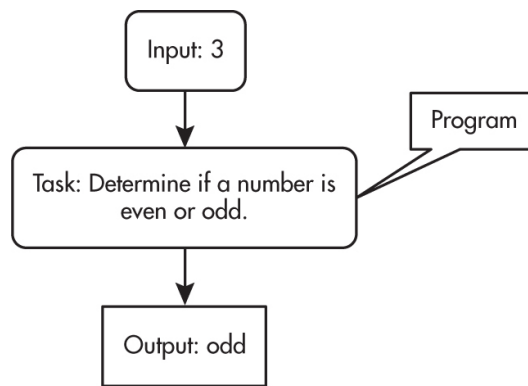 Input: 3
Program
Task: Determine if a number is
even or odd.
Output: odd